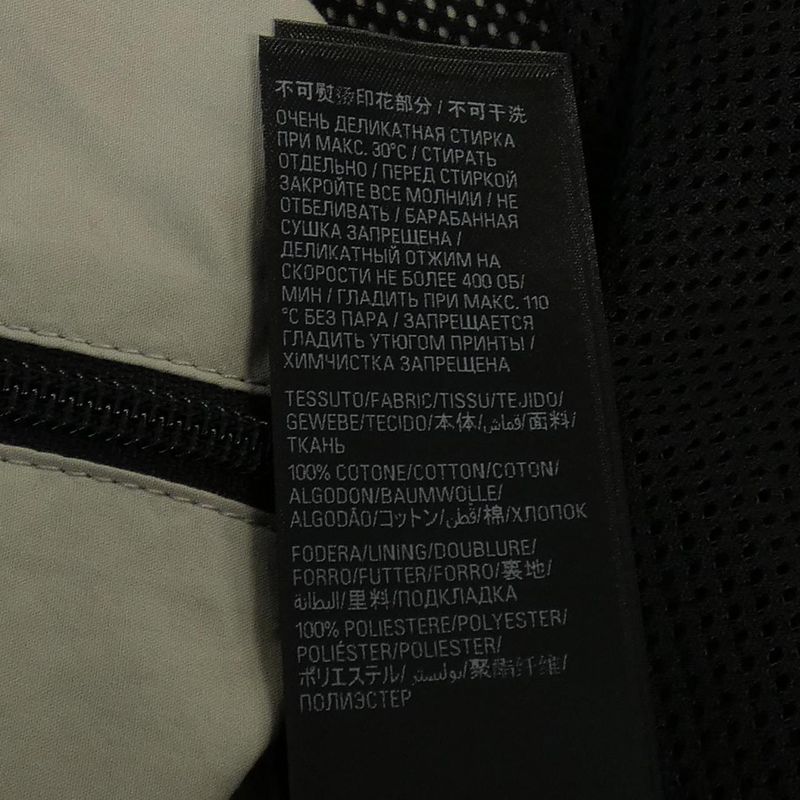 不可熨烫印花部分 / 不可干洗
ОЧЕНЬ ДЕЛИКАТНАЯ СТИРКА
ПРИ МАКС. 30°C / СТИРАТЬ
ОТДЕЛЬНО / ПЕРЕД СТИРКОЙ
ЗАКРОЙТЕ ВСЕ МОЛНИИ / НЕ
ОТБЕЛИВАТЬ / БАРАБАННАЯ
СУШКА ЗАПРЕЩЕНА /
ДЕЛИКАТНЫЙ ОТЖИМ НА
СКОРОСТИ НЕ БОЛЕЕ 400 ОБ/
МИН / ГЛАДИТЬ ПРИ МАКС. 110
°C БЕЗ ПАРА / ЗАПРЕЩАЕТСЯ
ГЛАДИТЬ УТЮГОМ ПРИНТЫ /
ХИМЧИСТКА ЗАПРЕЩЕНА
TESSUTO/FABRIC/TISSU/TEJIDO/
GEWEBE/TECIDO/本体/قماش/面料/
ТКАНЬ
100% COTONE/COTTON/COTON/
ALGODON/BAUMWOLLE/
ALGODÃO/コットン/قطن/棉/ХЛОПОК
FODERA/LINING/DOUBLURE/
FORRO/FUTTER/FORRO/裏地/
البطانة/里料/ПОДКЛАДКА
100% POLIESTERE/POLYESTER/
POLIÉSTER/POLIESTER/
ポリエステル/بوليستر/聚酯纤维/
ПОЛИЭСТЕР